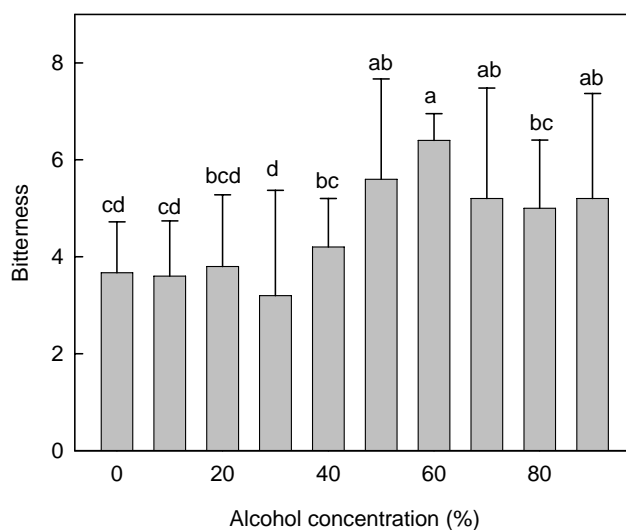 8
6
4
2
0
Bitterness
cd
cd
bcd
d
bc
ab
a
ab
bc
ab
0
20
40
60
80
Alcohol concentration (%)